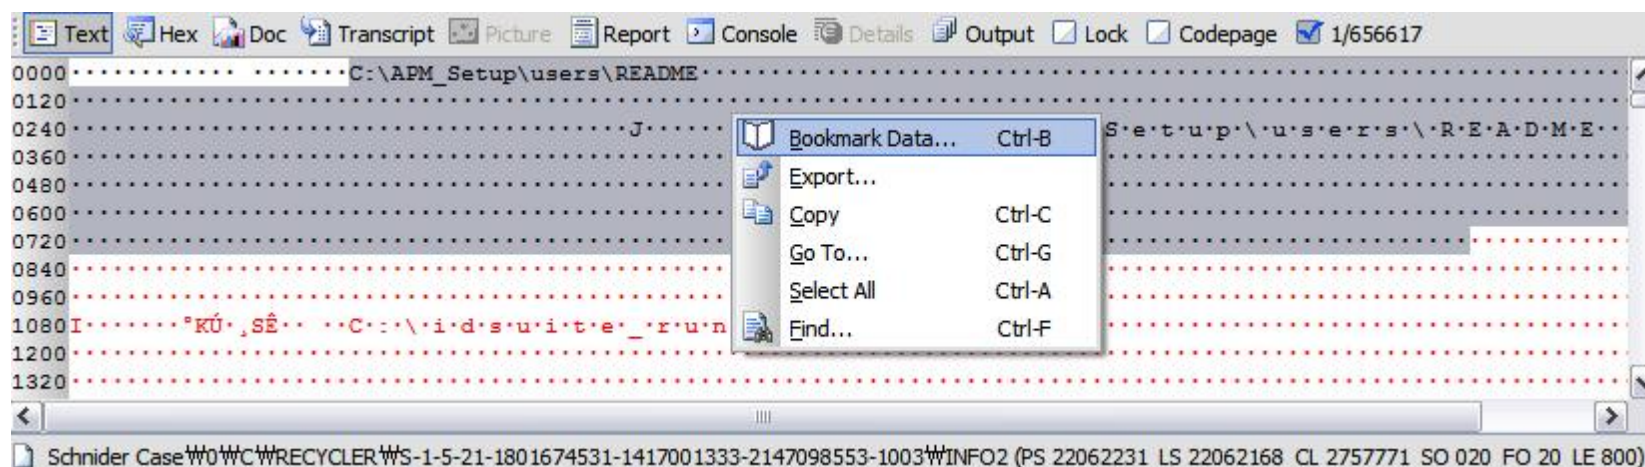 Text Hex Doc Transcript Picture Report Console Details Output Lock Codepage 1/656617
0000 C:\APM_Setup\users\README
0120
0240 J S·e·t·u·p·\·u·s·e·r·s·\·R·E·A·D·M·E
0360
0480
0600
0720
0840
0960
1080 I·······°KÚ·¸SÊ·· ··C·:·\·i·d·s·u·i·t·e·_·r·u·n
1200
1320
Bookmark Data... Ctrl-B
Export...
Copy Ctrl-C
Go To... Ctrl-G
Select All Ctrl-A
Find... Ctrl-F
Schnider Case₩0₩C₩RECYCLER₩S-1-5-21-1801674531-1417001333-2147098553-1003₩INFO2 (PS 22062231 LS 22062168 CL 2757771 SO 020 FO 20 LE 800)